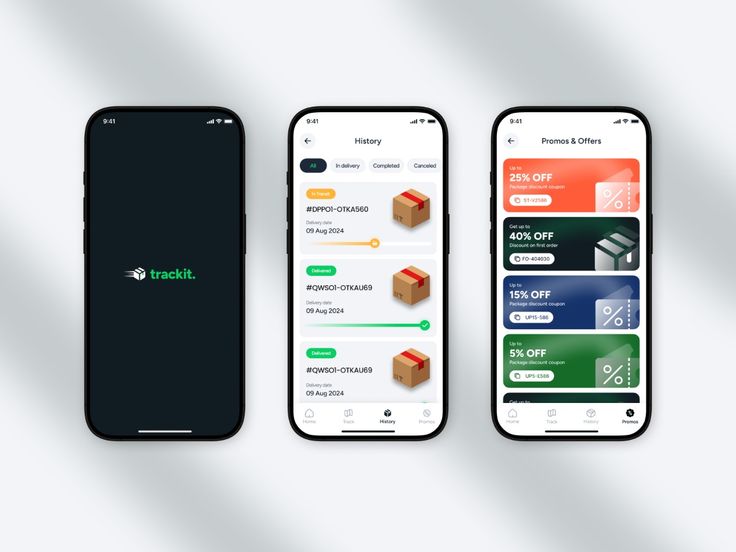 9:41
trackit.
9:41
History
All
In delivery
Completed
Canceled
In Transit
#DPPO1-OTKA560
Delivery date
09 Aug 2024
Delivered
#QWSO1-OTKAU69
Delivery date
09 Aug 2024
Delivered
#QWSO1-OTKAU69
Delivery date
09 Aug 2024
Home
Track
History
Promos
9:41
Promos & Offers
Up to
25% OFF
Package discount coupon
Get up to
40% OFF
Discount on first order
FO-404030
Up to
15% OFF
Package discount coupon
UP15-586
Up to
5% OFF
Package discount coupon
Get up to
Home
Track
History
Promos